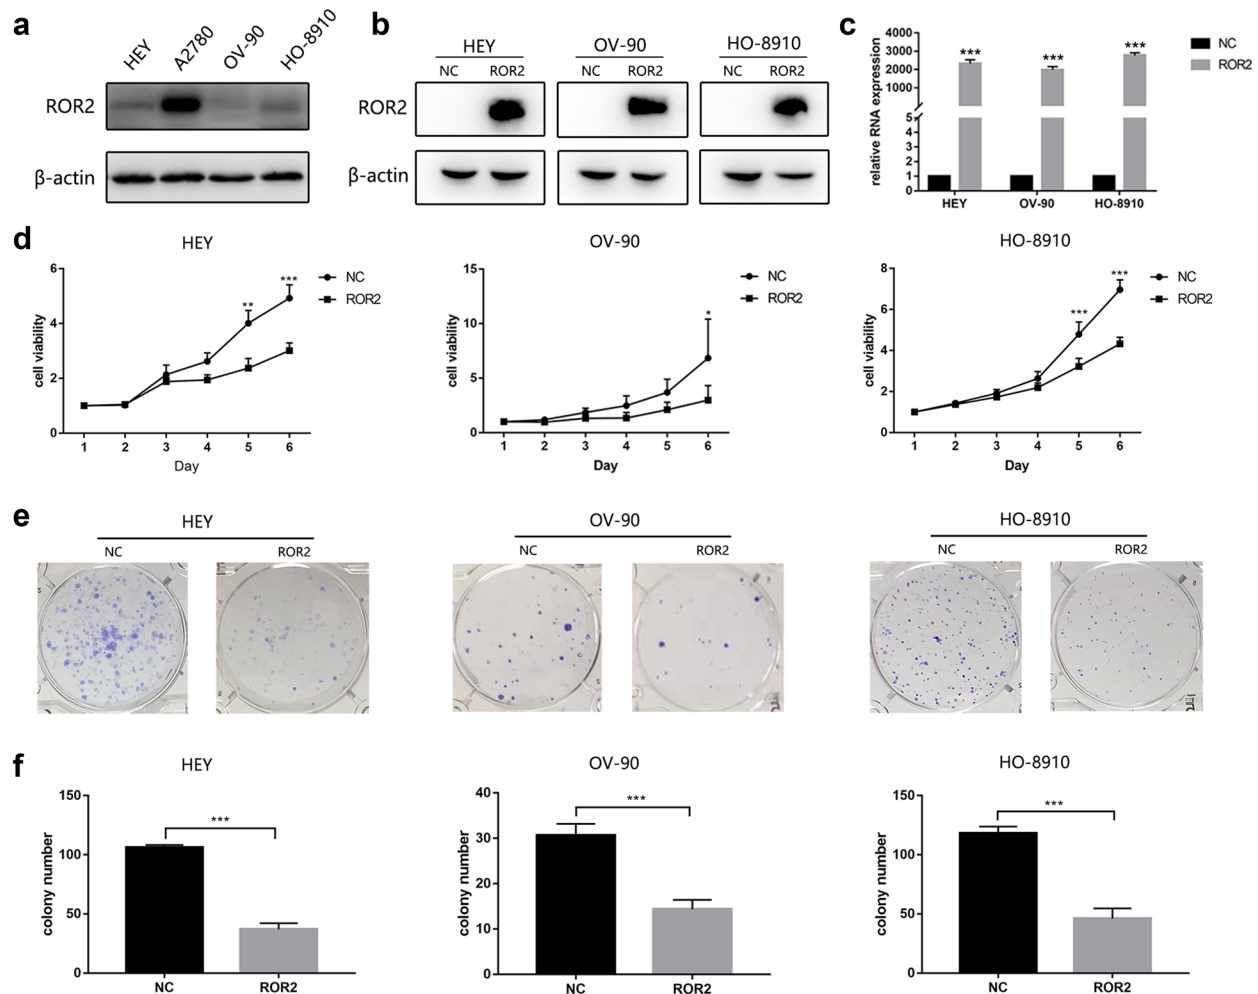 a
HEY A2780 OV-90 HO-8910
ROR2
β-actin
b
HEY OV-90 HO-8910
NC ROR2 NC ROR2 NC ROR2
ROR2
β-actin
c
relative RNA expression
4000
3000
2000
1000
5
4
3
2
1
0
*** *** ***
HEY OV-90 HO-8910
NC
ROR2
d
HEY
cell viability
6
4
2
0
** ***
NC
ROR2
1 2 3 4 5 6
Day
OV-90
cell viability
15
10
5
0
*
NC
ROR2
1 2 3 4 5 6
Day
HO-8910
cell viability
8
6
4
2
0
*** ***
NC
ROR2
1 2 3 4 5 6
Day
e
HEY OV-90 HO-8910
NC ROR2 NC ROR2 NC ROR2
f
HEY
colony number
150
100
50
0
***
NC ROR2
OV-90
colony number
40
30
20
10
0
***
NC ROR2
HO-8910
colony number
150
100
50
0
***
NC ROR2